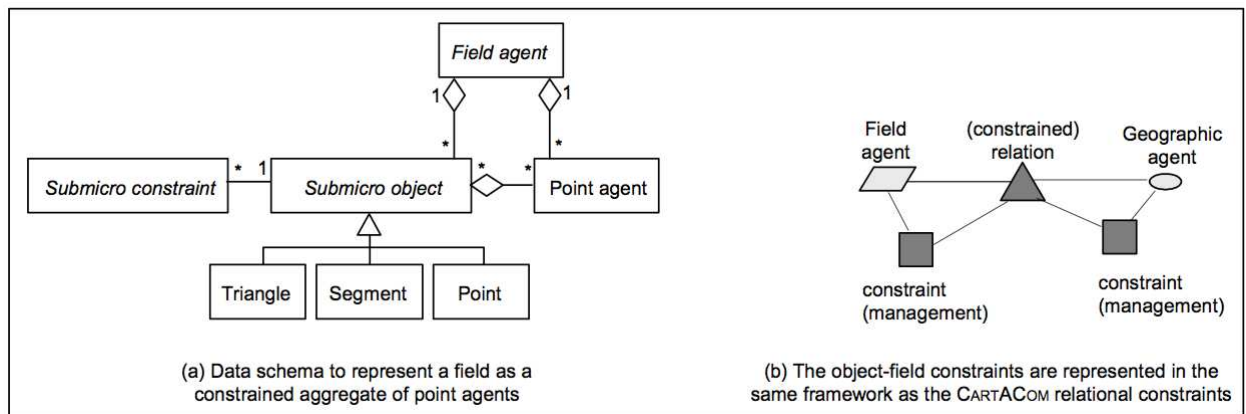 Field agent
1
1
*
*
Submicro constraint
*
1
Submicro object
*
*
Point agent
Triangle
Segment
Point
(a) Data schema to represent a field as a
constrained aggregate of point agents
Field
agent
(constrained)
relation
Geographic
agent
constraint
(management)
constraint
(management)
(b) The object-field constraints are represented in the
same framework as the CARTACOM relational constraints